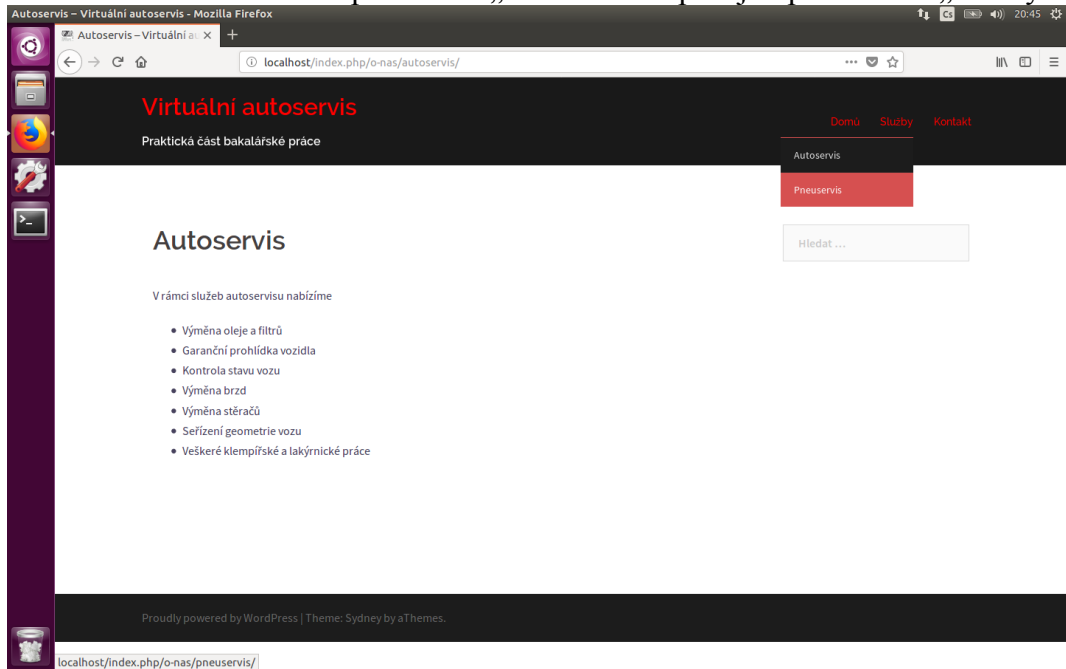 Autoservis – Virtuální autoservis - Mozilla Firefox
Cs
20:45
Autoservis – Virtuální au
localhost/index.php/o-nas/autoservis/
Virtuální autoservis
Praktická část bakalářské práce
Domů Služby Kontakt
Autoservis
Pneuservis
Autoservis
Hledat …
V rámci služeb autoservisu nabízíme
• Výměna oleje a filtrů
• Garanční prohlídka vozidla
• Kontrola stavu vozu
• Výměna brzd
• Výměna stěračů
• Seřízení geometrie vozu
• Veškeré klempířské a lakýrnické práce
Proudly powered by WordPress | Theme: Sydney by aThemes.
localhost/index.php/o-nas/pneuservis/